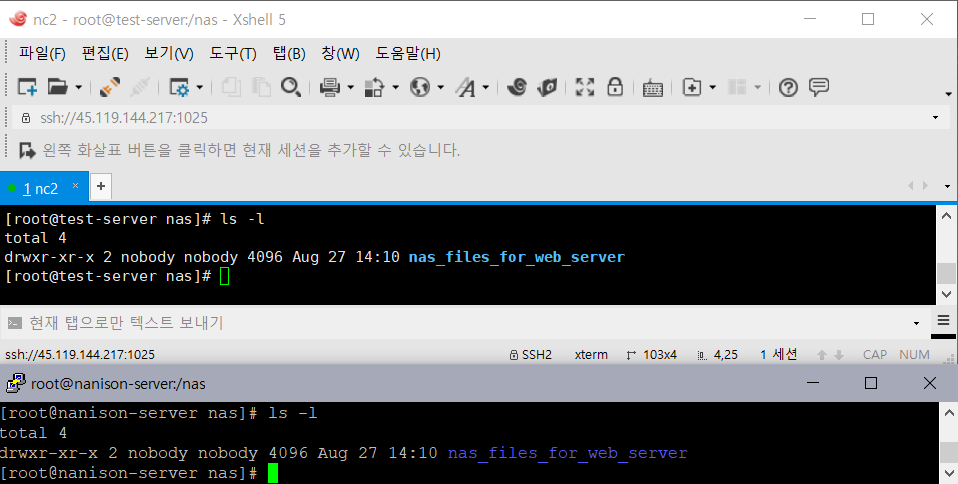 nc2 - root@test-server:/nas - Xshell 5
파일(F) 편집(E) 보기(V) 도구(T) 탭(B) 창(W) 도움말(H)
ssh://45.119.144.217:1025
왼쪽 화살표 버튼을 클릭하면 현재 세션을 추가할 수 있습니다.
1 nc2 × +
[root@test-server nas]# ls -l
total 4
drwxr-xr-x 2 nobody nobody 4096 Aug 27 14:10 nas_files_for_web_server
[root@test-server nas]#
현재 탭으로만 텍스트 보내기
ssh://45.119.144.217:1025 SSH2 xterm 103x4 4,25 1 세션 CAP NUM
root@nanison-server:/nas
[root@nanison-server nas]# ls -l
total 4
drwxr-xr-x 2 nobody nobody 4096 Aug 27 14:10 nas_files_for_web_server
[root@nanison-server nas]#